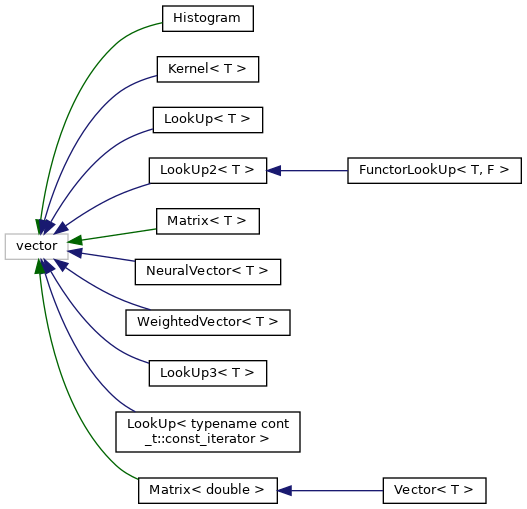 Histogram
Kernel< T >
LookUp< T >
LookUp2< T >
FunctorLookUp< T, F >
Matrix< T >
vector
NeuralVector< T >
WeightedVector< T >
LookUp3< T >
LookUp< typename cont
_t::const_iterator >
Matrix< double >
Vector< T >